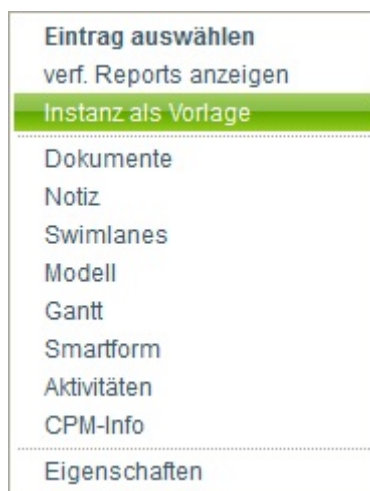 Eintrag auswählen
verf. Reports anzeigen
Instanz als Vorlage
Dokumente
Notiz
Swimlanes
Modell
Gantt
Smartform
Aktivitäten
CPM-Info
Eigenschaften